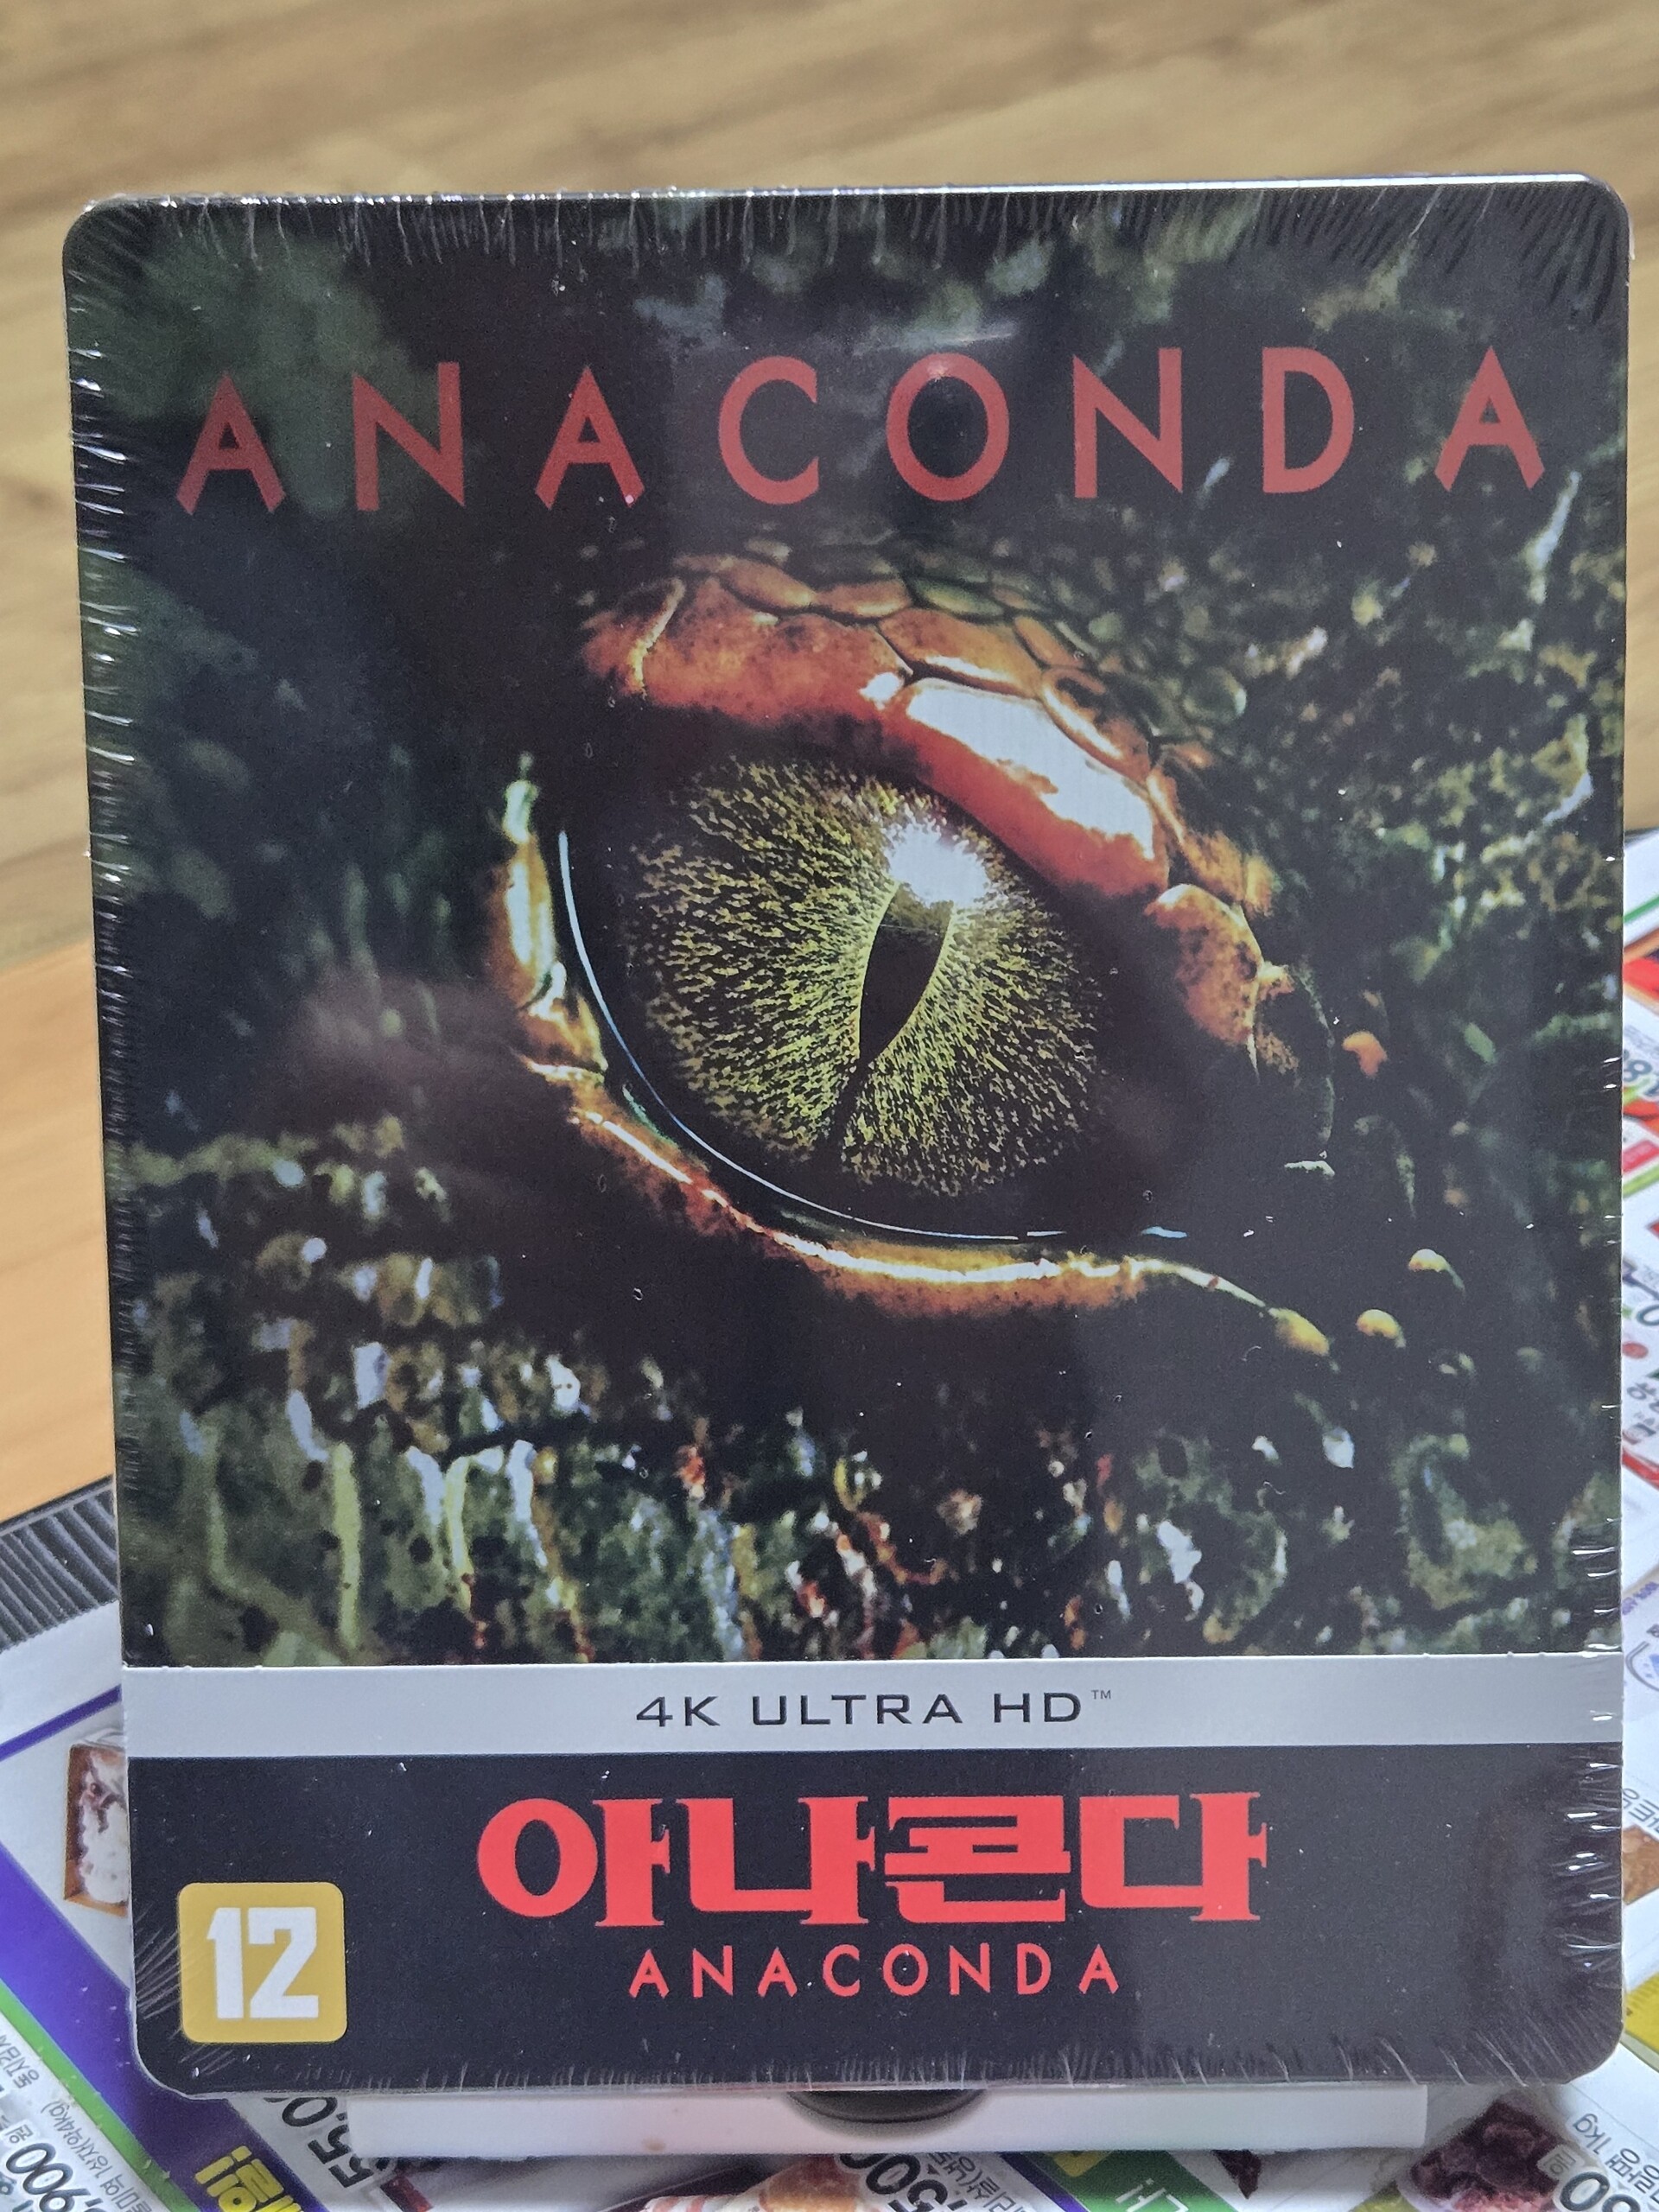 ANACONDA
4K ULTRA HD™
아나콘다
ANACONDA
12